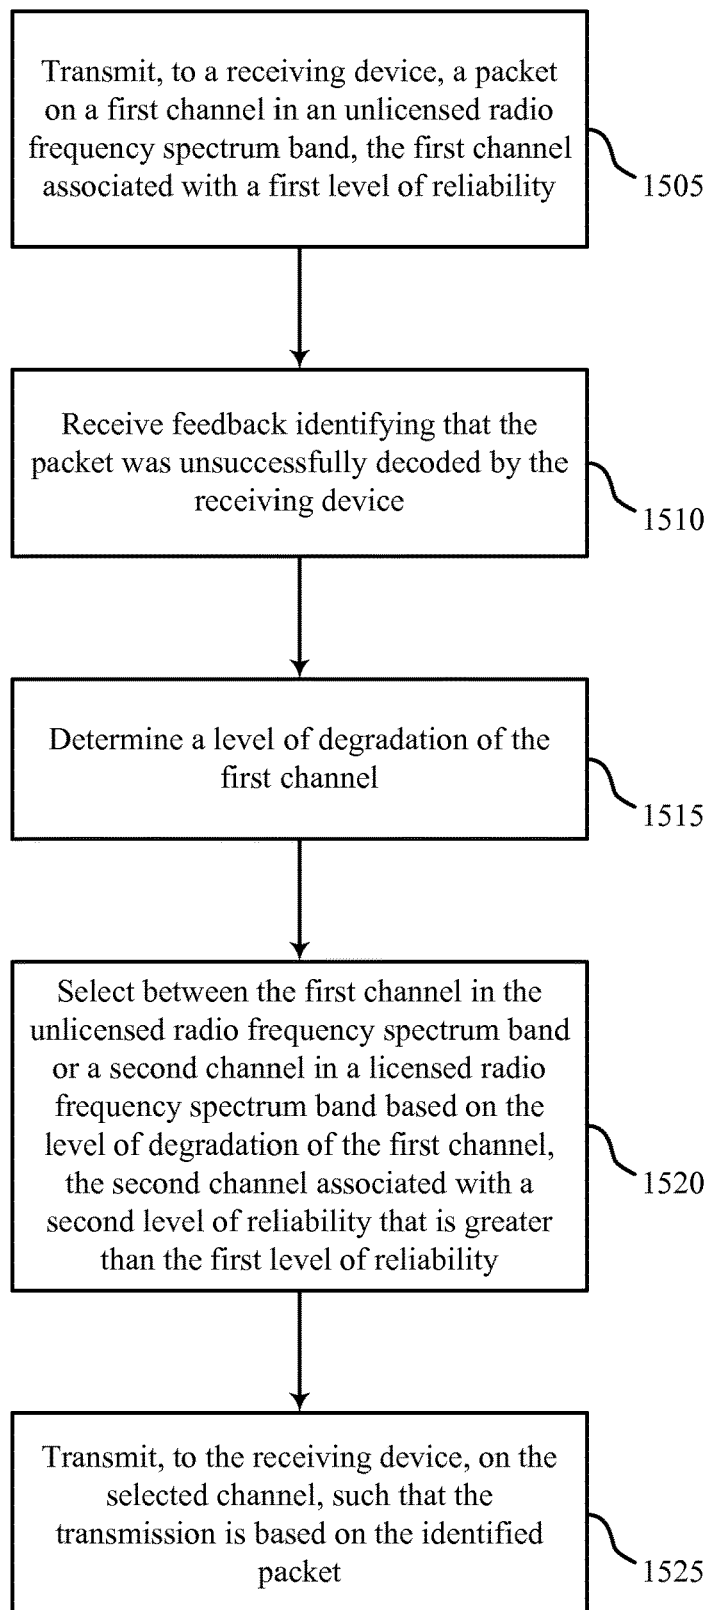 Transmit, to a receiving device, a packet
on a first channel in an unlicensed radio
frequency spectrum band, the first channel
associated with a first level of reliability
1505
Receive feedback identifying that the
packet was unsuccessfully decoded by the
receiving device
1510
Determine a level of degradation of the
first channel
1515
Select between the first channel in the
unlicensed radio frequency spectrum band
or a second channel in a licensed radio
frequency spectrum band based on the
level of degradation of the first channel,
the second channel associated with a
second level of reliability that is greater
than the first level of reliability
1520
Transmit, to the receiving device, on the
selected channel, such that the
transmission is based on the identified
packet
1525